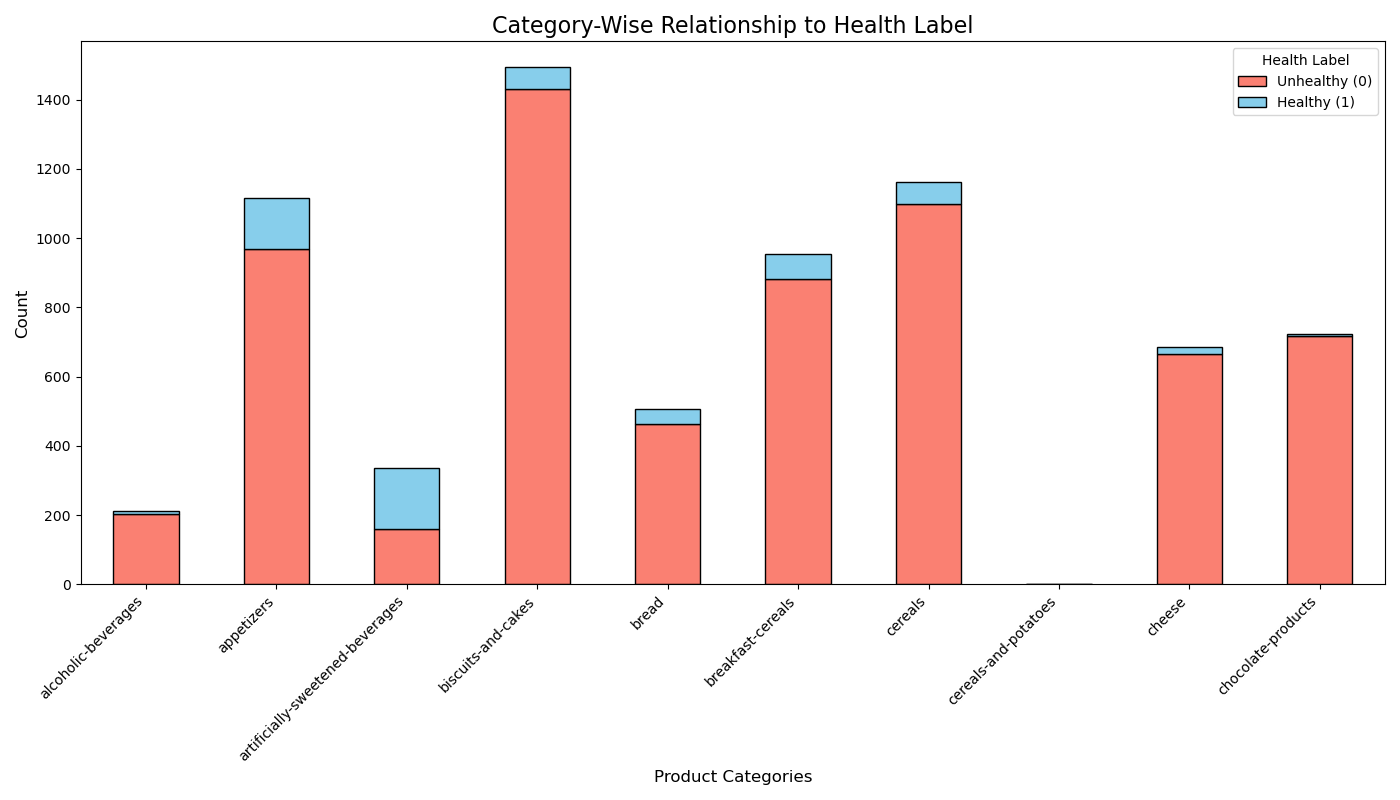 Category-Wise Relationship to Health Label
Health Label
Unhealthy (0)
Healthy (1)
Count
1400
1200
1000
800
600
400
200
0
alcoholic-beverages
appetizers
artificially-sweetened-beverages
biscuits-and-cakes
bread
breakfast-cereals
cereals
cereals-and-potatoes
cheese
chocolate-products
Product Categories